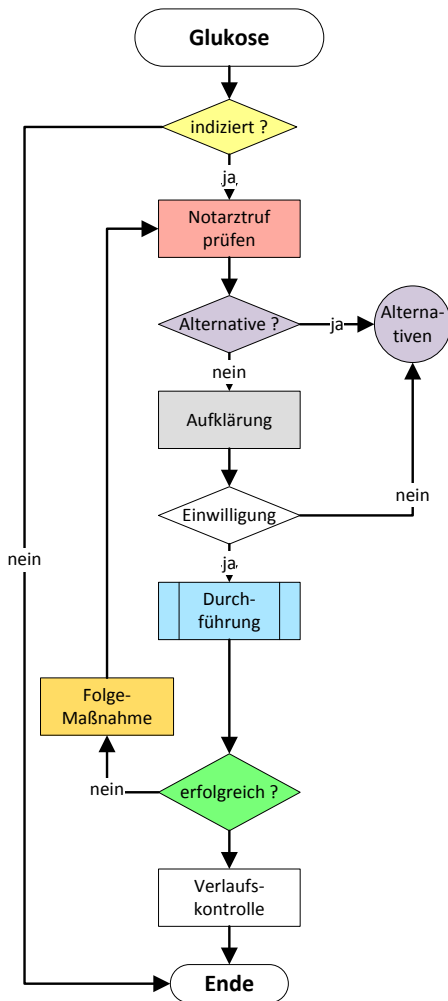 Glukose
indiziert ?
ja
Notarztruf
prüfen
Alternative ?
ja
Alterna-
tiven
nein
Aufklärung
Einwilligung
nein
ja
nein
Durch-
führung
Folge-
Maßnahme
nein
erfolgreich ?
Verlaufs-
kontrolle
Ende